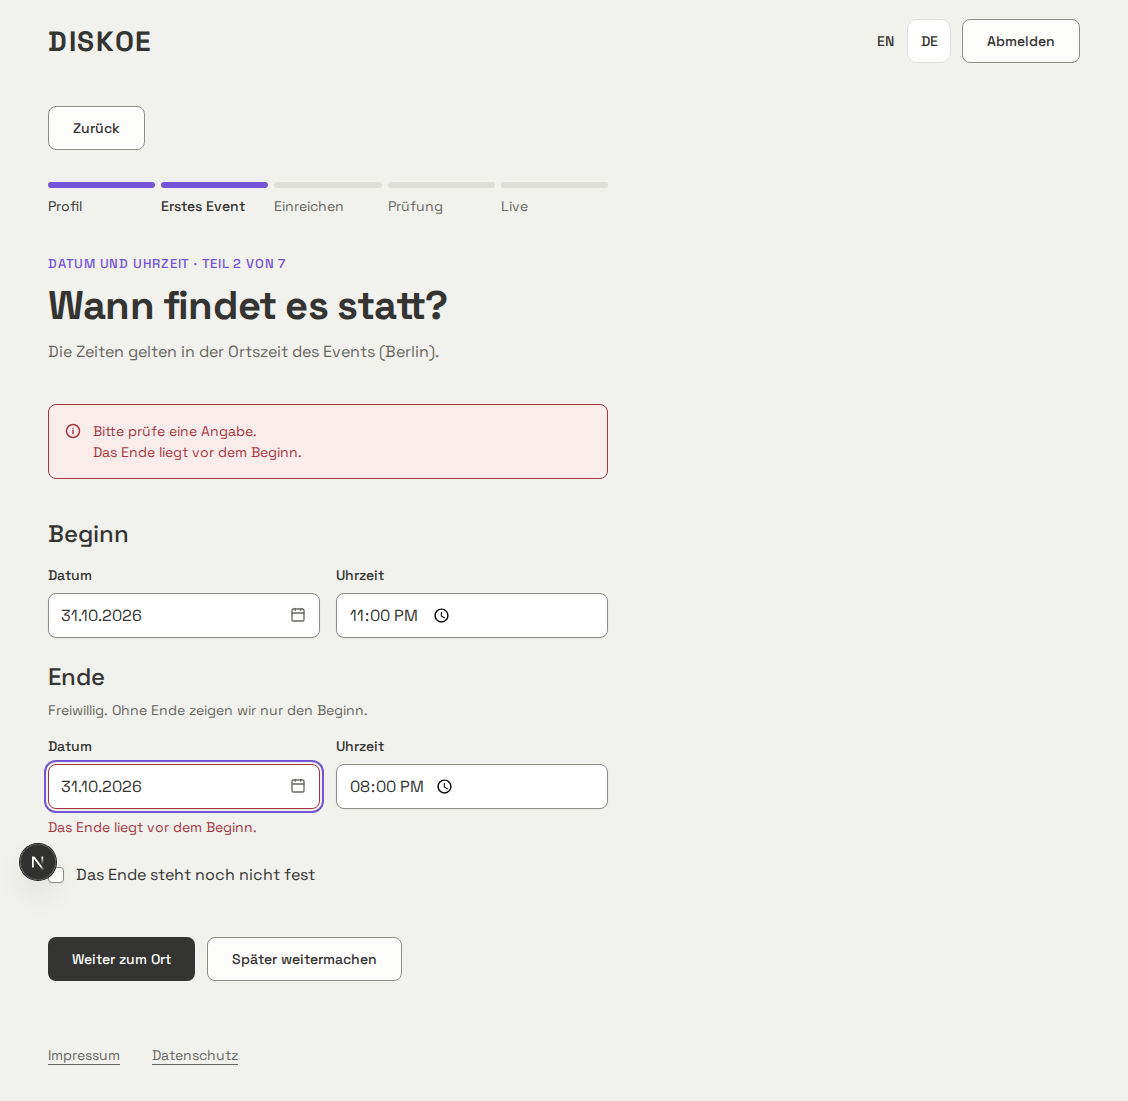 DISKOE
EN DE Abmelden
Zurück
Profil Erstes Event Einreichen Prüfung Live
DATUM UND UHRZEIT · TEIL 2 VON 7
Wann findet es statt?
Die Zeiten gelten in der Ortszeit des Events (Berlin).
Bitte prüfe eine Angabe.
Das Ende liegt vor dem Beginn.
Beginn
Datum Uhrzeit
31.10.2026 11:00 PM
Ende
Freiwillig. Ohne Ende zeigen wir nur den Beginn.
Datum Uhrzeit
31.10.2026 08:00 PM
Das Ende liegt vor dem Beginn.
N
Das Ende steht noch nicht fest
Weiter zum Ort Später weitermachen
Impressum Datenschutz